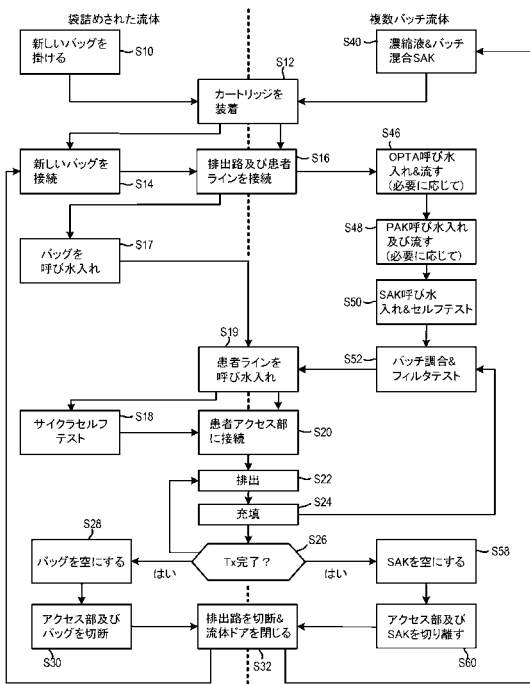 袋詰めされた流体
複数バッチ流体
新しいバッグを
掛ける
S10
S12
S40
濃縮液&バッチ
混合SAK
カートリッジを
装着
新しいバッグを
接続
S14
排出路及び患者
ラインを接続
S16
S46
OPTA呼び水
入れ&流す
(必要に応じて)
S17
バッグを
呼び水入れ
S48
PAK呼び水入れ
及び流す
(必要に応じて)
S50
SAK呼び水
入れ&セルフテスト
S19
患者ラインを
呼び水入れ
S52
バッチ調合&
フィルタテスト
サイクラセルフ
テスト
S18
患者アクセス部
に接続
S20
排出
S22
S24
充填
S28
バッグを空にする
はい
Tx完了?
S26
はい
SAKを空にする
S58
アクセス部及び
バッグを切断
S30
排出路を切断&
流体ドアを閉じる
S32
アクセス部及び
SAKを切り離す
S60